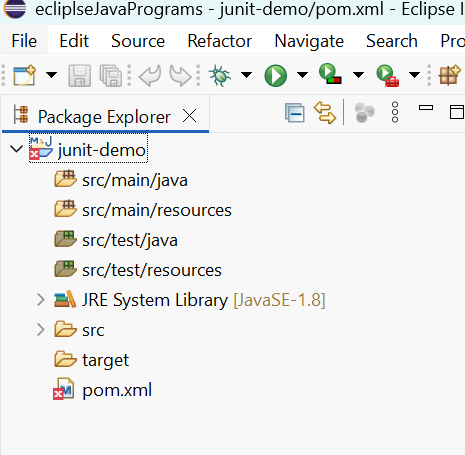 ecliplseJavaPrograms - junit-demo/pom.xml - Eclipse I
File Edit Source Refactor Navigate Search Pro
Package Explorer
junit-demo
src/main/java
src/main/resources
src/test/java
src/test/resources
JRE System Library [JavaSE-1.8]
src
target
pom.xml